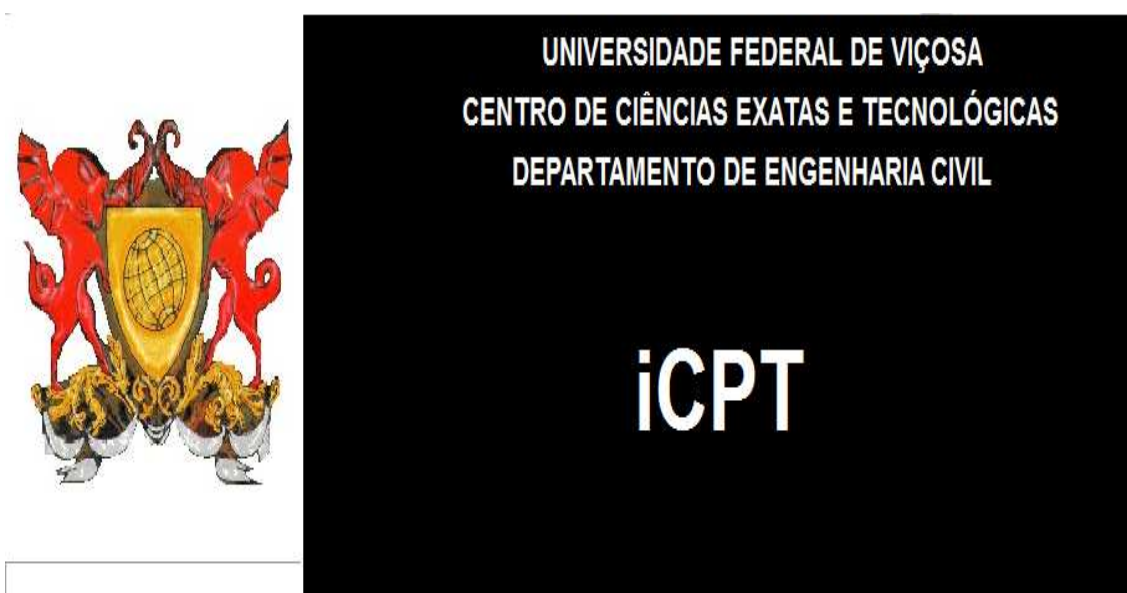 UNIVERSIDADE FEDERAL DE VIÇOSA
CENTRO DE CIÊNCIAS EXATAS E TECNOLÓGICAS
DEPARTAMENTO DE ENGENHARIA CIVIL
iCPT